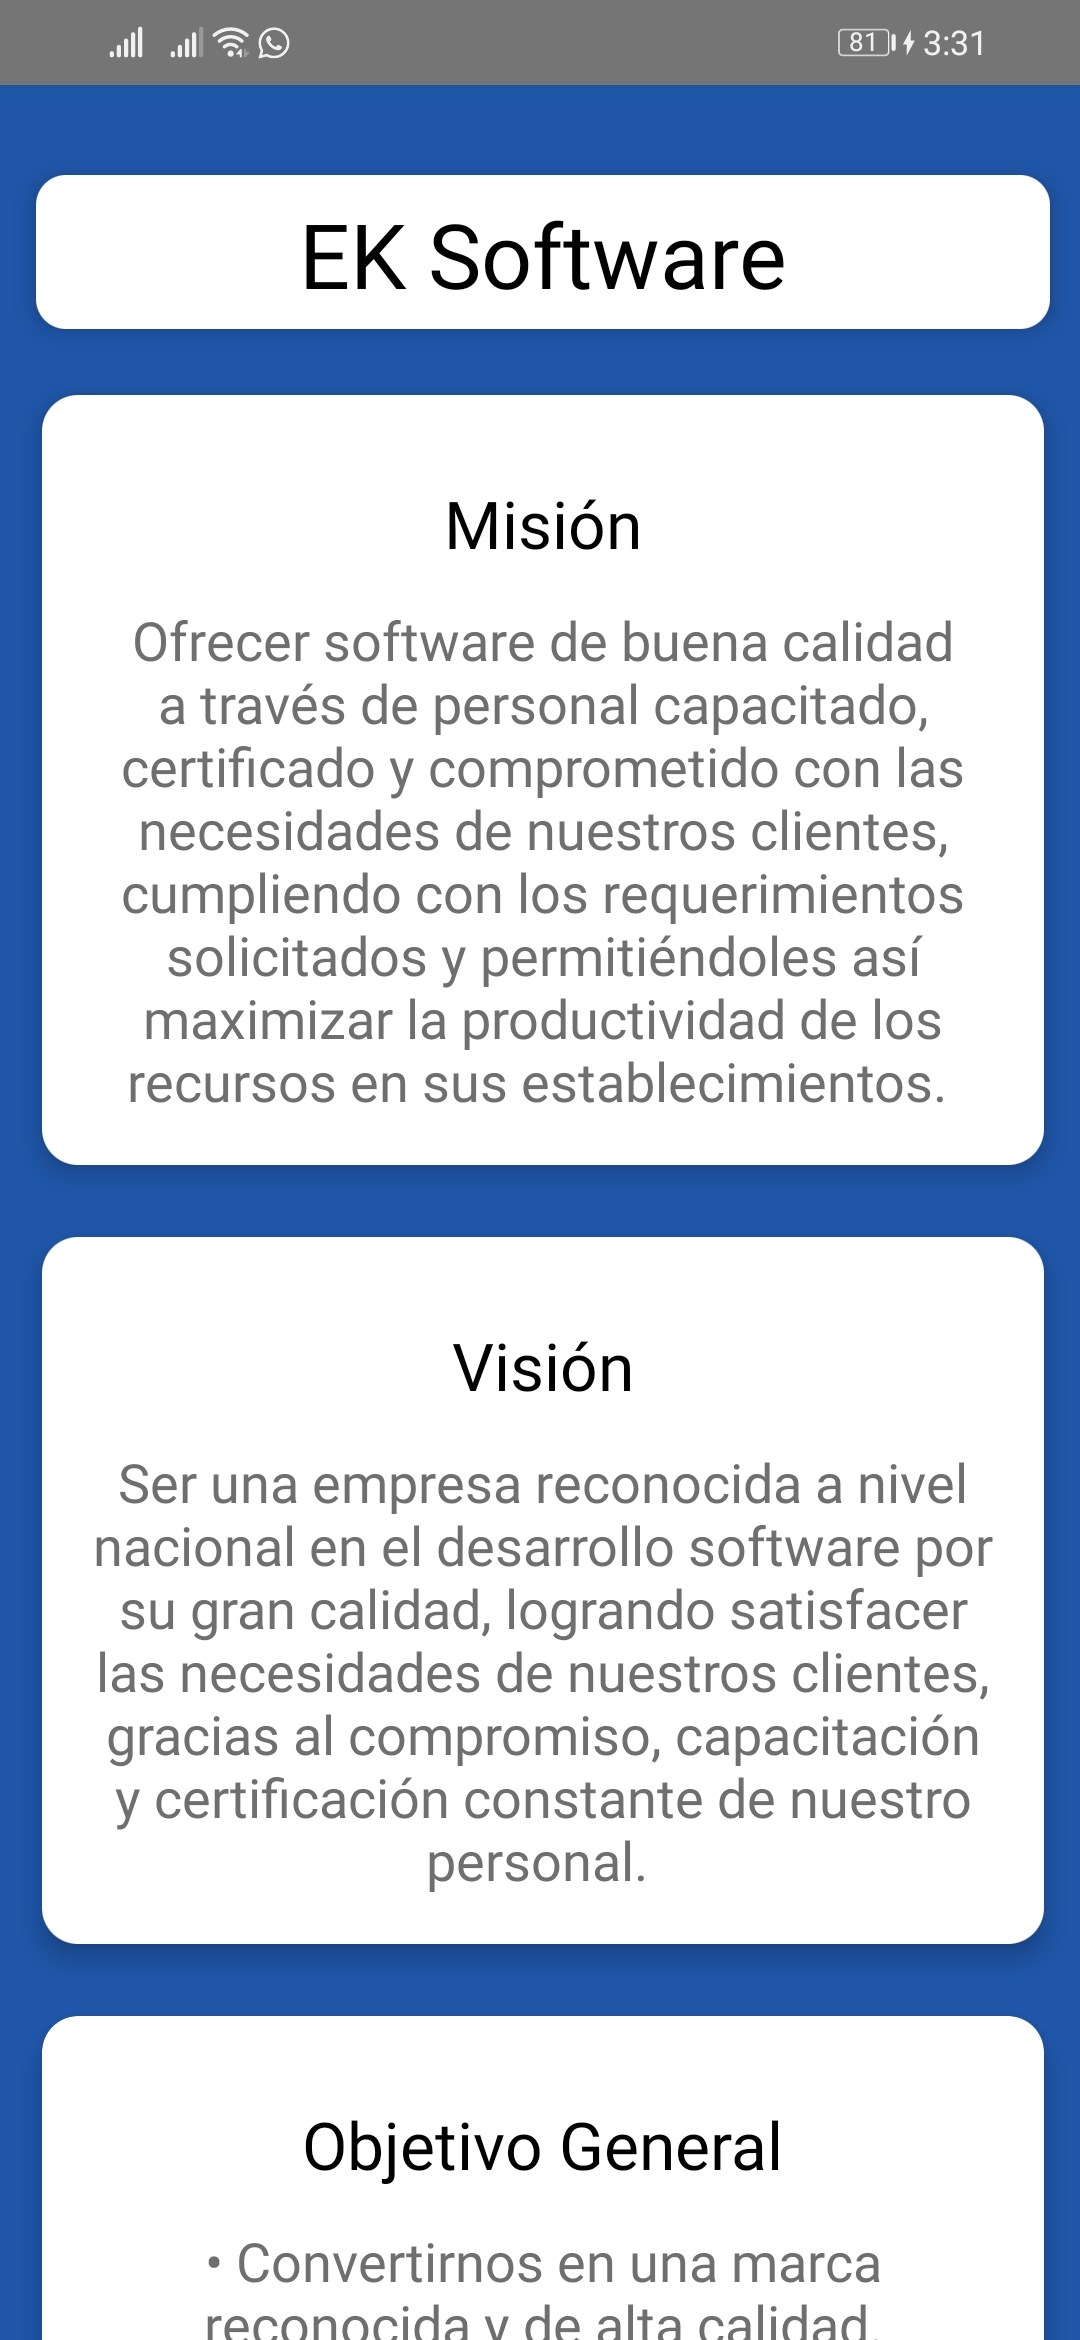 81 3:31
EK Software
Misión
Ofrecer software de buena calidad
a través de personal capacitado,
certificado y comprometido con las
necesidades de nuestros clientes,
cumpliendo con los requerimientos
solicitados y permitiéndoles así
maximizar la productividad de los
recursos en sus establecimientos.
Visión
Ser una empresa reconocida a nivel
nacional en el desarrollo software por
su gran calidad, logrando satisfacer
las necesidades de nuestros clientes,
gracias al compromiso, capacitación
y certificación constante de nuestro
personal.
Objetivo General
• Convertirnos en una marca
reconocida y de alta calidad.